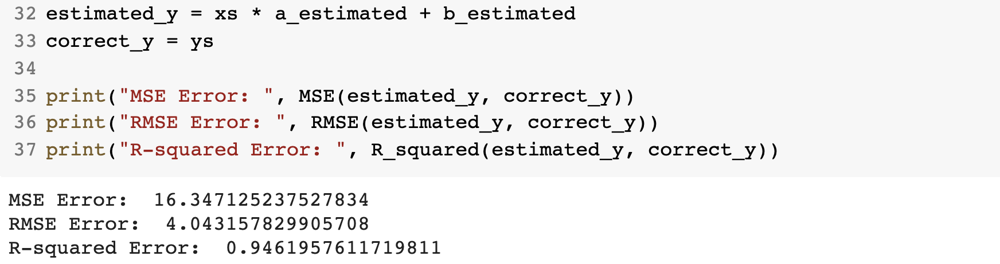 32 estimated_y = xs * a_estimated + b_estimated
33 correct_y = ys
34
35 print("MSE Error: ", MSE(estimated_y, correct_y))
36 print("RMSE Error: ", RMSE(estimated_y, correct_y))
37 print("R-squared Error: ", R_squared(estimated_y, correct_y))
MSE Error:  16.347125237527834
RMSE Error:  4.043157829905708
R-squared Error:  0.9461957611719811